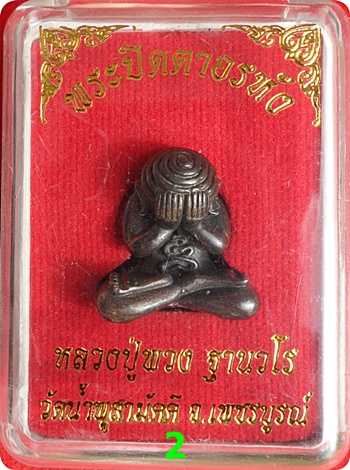 พระปิดตาอรหัง
หลวงปู่พวง ฐานวโร
วัดน้ำพุสามัคคี จ.เพชรบูรณ์
2